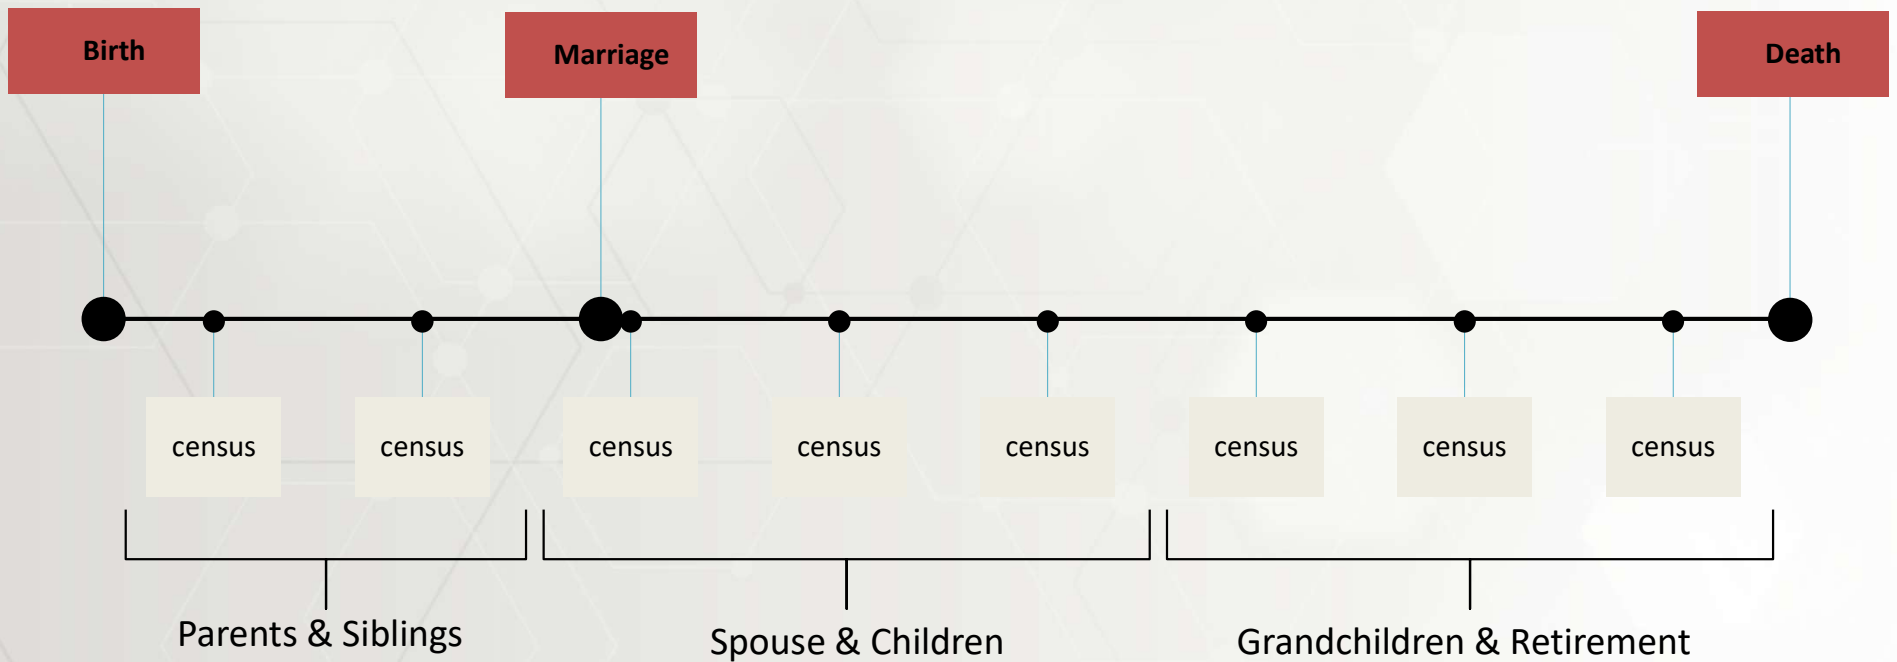 Birth
Marriage
Death
census
census
census
census
census
census
census
census
Parents & Siblings
Spouse & Children
Grandchildren & Retirement